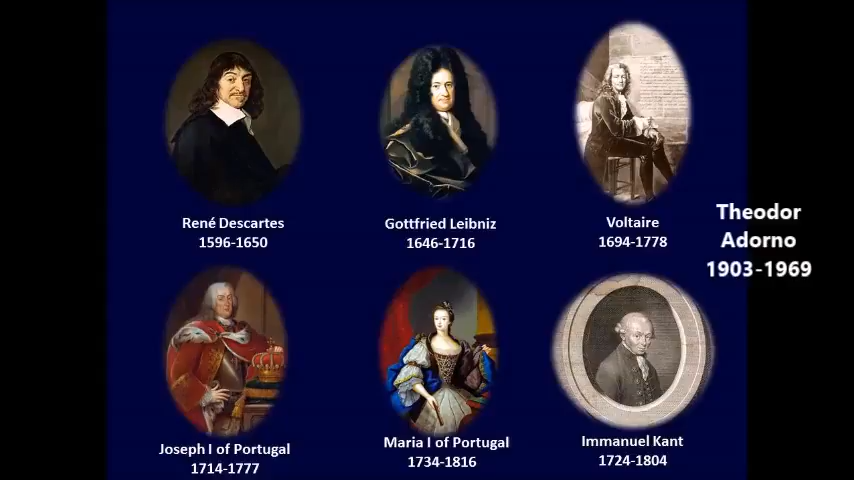 René Descartes
1596-1650
Gottfried Leibniz
1646-1716
Voltaire
1694-1778
Theodor
Adorno
1903-1969
Joseph I of Portugal
1714-1777
Maria I of Portugal
1734-1816
Immanuel Kant
1724-1804